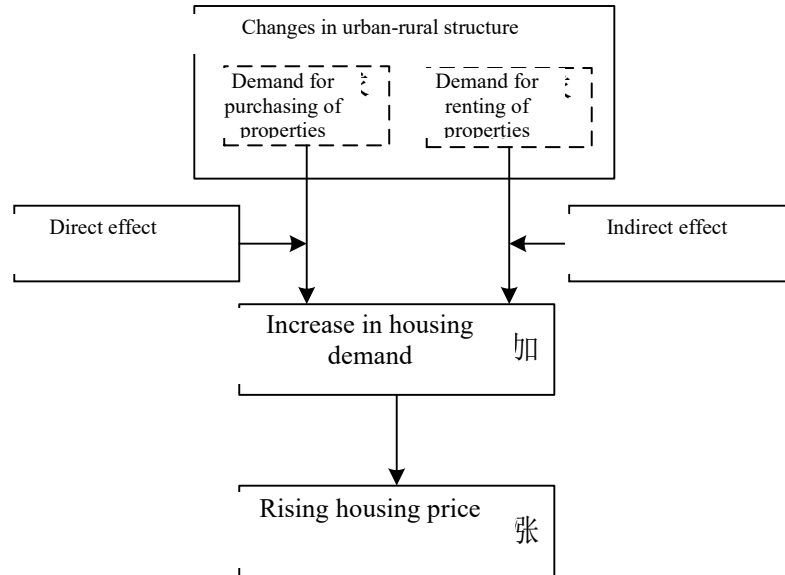 Changes in urban-rural structure
Demand for
purchasing of
properties
Demand for
renting of
properties
Direct effect
Indirect effect
Increase in housing
demand
加
Rising housing price
张